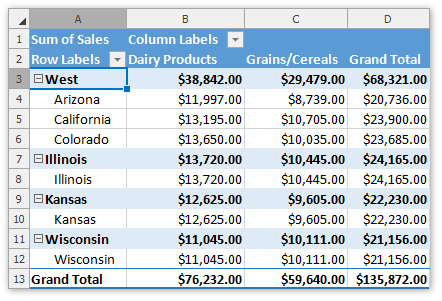 A B C D
1 Sum of Sales Column Labels
2 Row Labels Dairy Products Grains/Cereals Grand Total
3 West $38,842.00 $29,479.00 $68,321.00
4 Arizona $11,997.00 $8,739.00 $20,736.00
5 California $13,195.00 $10,705.00 $23,900.00
6 Colorado $13,650.00 $10,035.00 $23,685.00
7 Illinois $13,720.00 $10,445.00 $24,165.00
8 Illinois $13,720.00 $10,445.00 $24,165.00
9 Kansas $12,625.00 $9,605.00 $22,230.00
10 Kansas $12,625.00 $9,605.00 $22,230.00
11 Wisconsin $11,045.00 $10,111.00 $21,156.00
12 Wisconsin $11,045.00 $10,111.00 $21,156.00
13 Grand Total $76,232.00 $59,640.00 $135,872.00